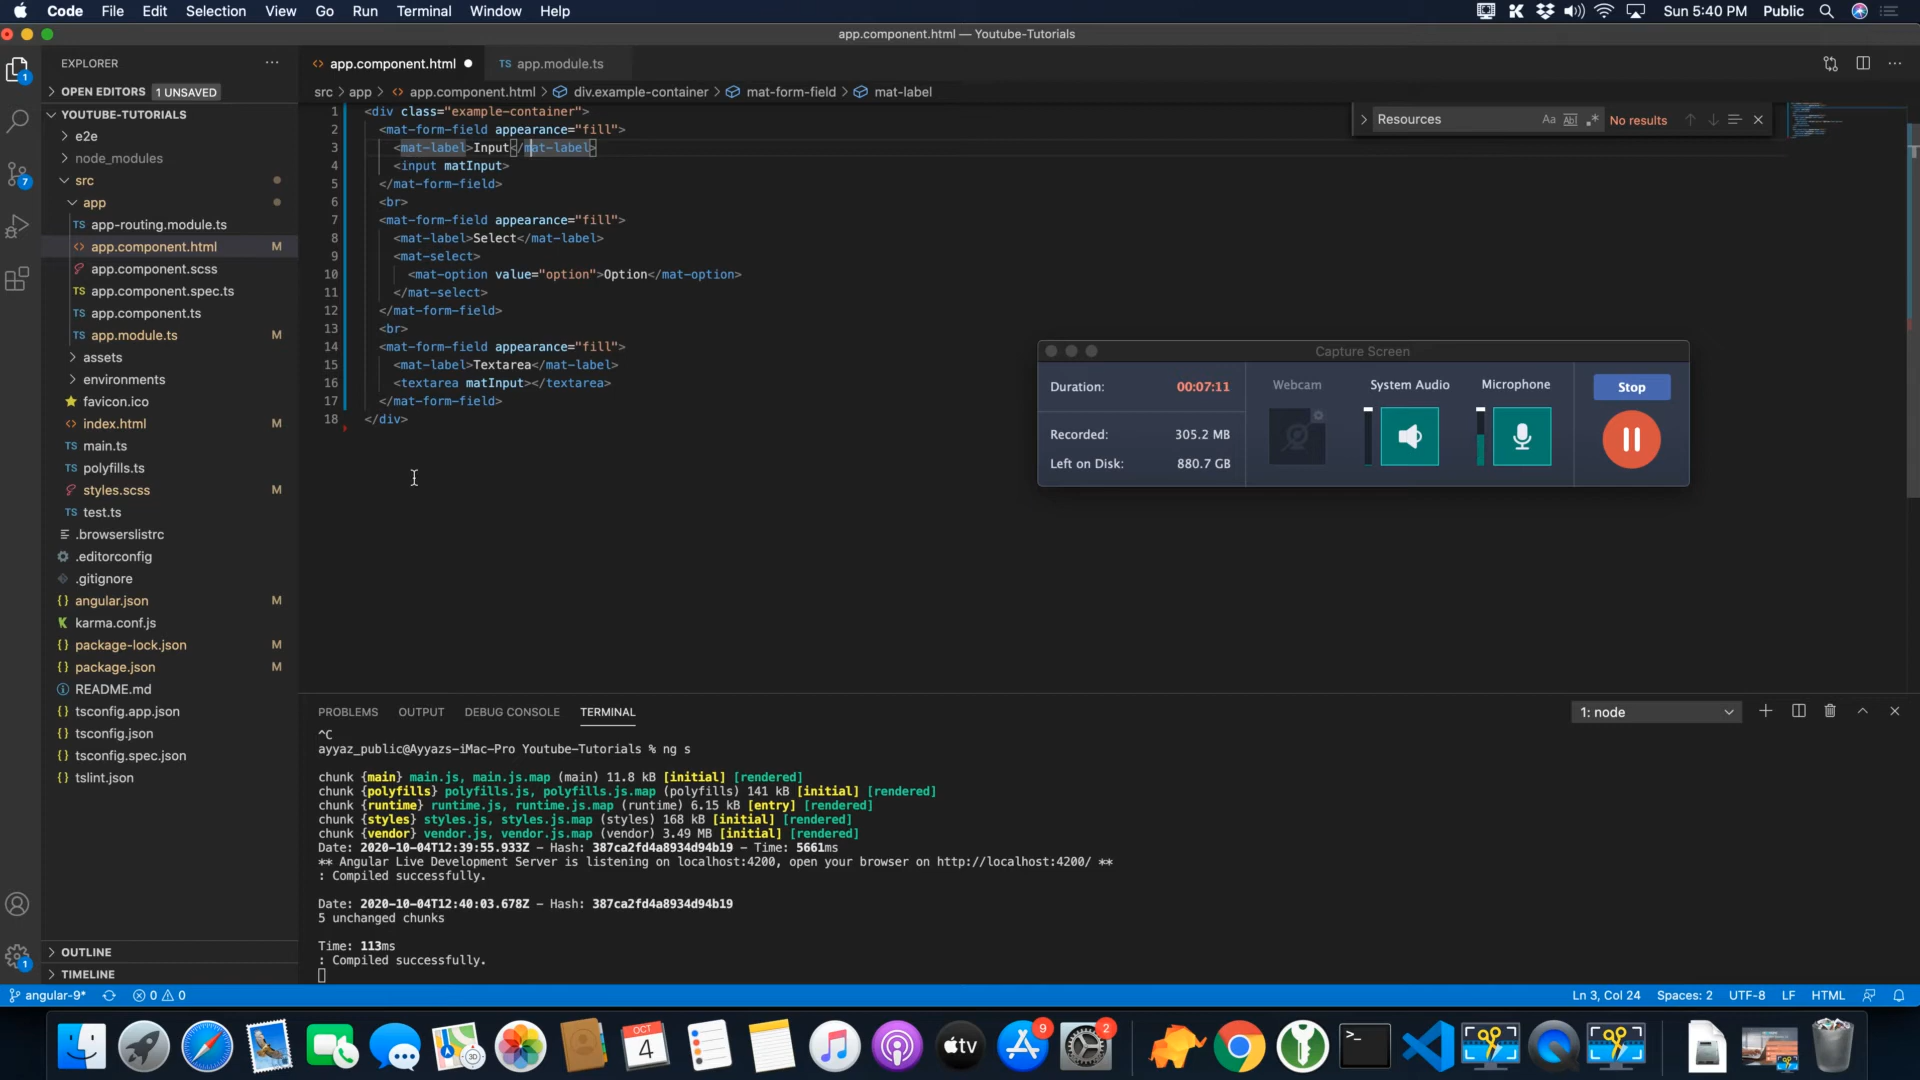 Code File Edit Selection View Go Run Terminal Window Help Sun 5:40 PM Public
app.component.html — Youtube-Tutorials
EXPLORER
app.component.html
TS app.module.ts
OPEN EDITORS 1 UNSAVED
src > app > app.component.html > div.example-container > mat-form-field > mat-label
YOUTUBE-TUTORIALS
e2e
node_modules
src
app
TS app-routing.module.ts
app.component.html M
app.component.scss
TS app.component.spec.ts
TS app.component.ts
TS app.module.ts M
assets
environments
favicon.ico
index.html M
TS main.ts
TS polyfills.ts
styles.scss M
TS test.ts
.browserslistrc
.editorconfig
.gitignore
{} angular.json M
karma.conf.js
{} package-lock.json M
{} package.json M
README.md
{} tsconfig.app.json
{} tsconfig.json
{} tsconfig.spec.json
{} tslint.json
OUTLINE
TIMELINE
1 <div class="example-container">
2 <mat-form-field appearance="fill">
3 <mat-label>Input</mat-label>
4 <input matInput>
5 </mat-form-field>
6 <br>
7 <mat-form-field appearance="fill">
8 <mat-label>Select</mat-label>
9 <mat-select>
10 <mat-option value="option">Option</mat-option>
11 </mat-select>
12 </mat-form-field>
13 <br>
14 <mat-form-field appearance="fill">
15 <mat-label>Textarea</mat-label>
16 <textarea matInput></textarea>
17 </mat-form-field>
18 </div>
Resources Aa Abl .* No results
Capture Screen
Duration: 00:07:11
Webcam System Audio Microphone Stop
Recorded: 305.2 MB
Left on Disk: 880.7 GB
PROBLEMS OUTPUT DEBUG CONSOLE TERMINAL 1: node
^C
ayyaz_public@Ayyazs-iMac-Pro Youtube-Tutorials % ng s
chunk {main} main.js, main.js.map (main) 11.8 kB [initial] [rendered]
chunk {polyfills} polyfills.js, polyfills.js.map (polyfills) 141 kB [initial] [rendered]
chunk {runtime} runtime.js, runtime.js.map (runtime) 6.15 kB [entry] [rendered]
chunk {styles} styles.js, styles.js.map (styles) 168 kB [initial] [rendered]
chunk {vendor} vendor.js, vendor.js.map (vendor) 3.49 MB [initial] [rendered]
Date: 2020-10-04T12:39:55.933Z - Hash: 387ca2fd4a8934d94b19 - Time: 5661ms
** Angular Live Development Server is listening on localhost:4200, open your browser on http://localhost:4200/ **
: Compiled successfully.
Date: 2020-10-04T12:40:03.678Z - Hash: 387ca2fd4a8934d94b19
5 unchanged chunks
Time: 113ms
: Compiled successfully.
angular-9* 0 0 Ln 3, Col 24 Spaces: 2 UTF-8 LF HTML
1
7
1
OCT
4
3D
tv
9
2
>_